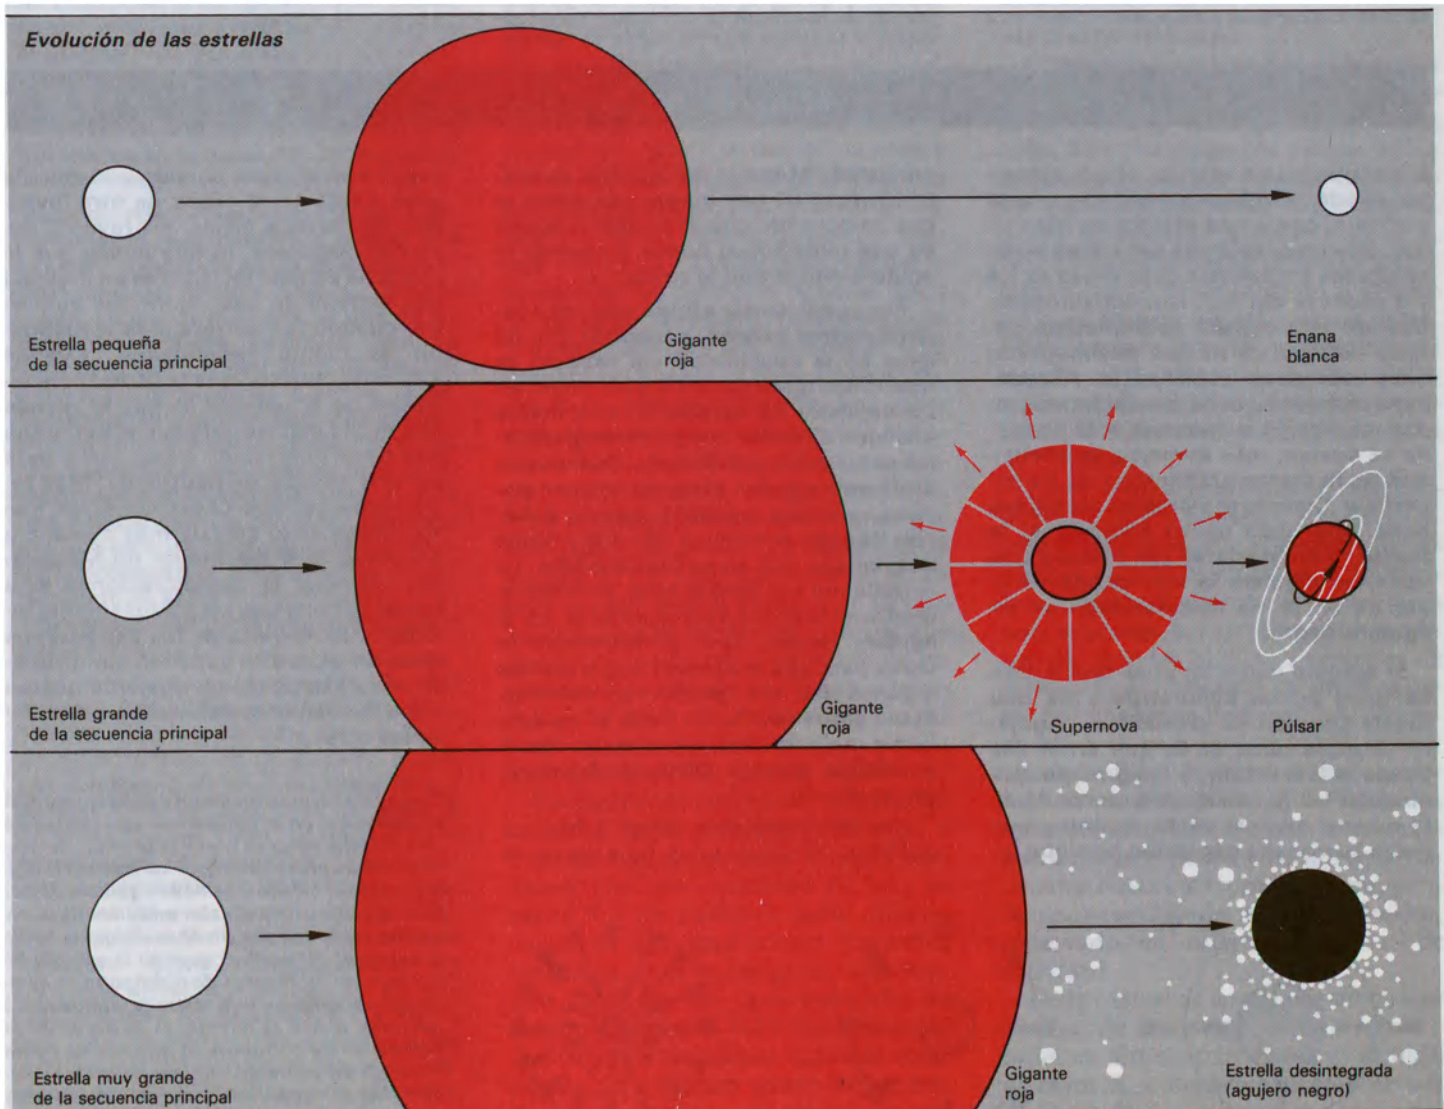 Evolución de las estrellas
Estrella pequeña
de la secuencia principal
Gigante
roja
Enana
blanca
Estrella grande
de la secuencia principal
Gigante
roja
Supernova
Púlsar
Estrella muy grande
de la secuencia principal
Gigante
roja
Estrella desintegrada
(agujero negro)